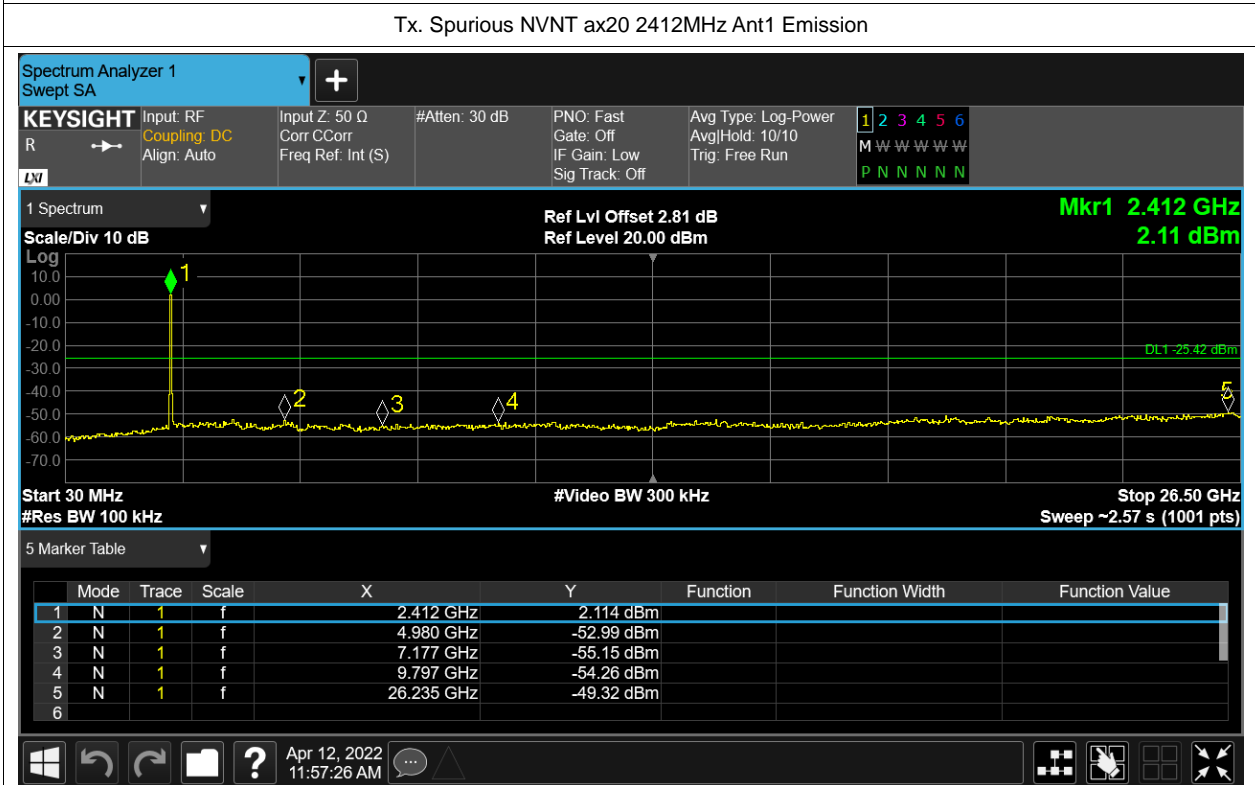 Tx. Spurious NVNT ax20 2412MHz Ant1 Emission
Spectrum Analyzer 1
Swept SA
KEYSIGHT Input: RF Input Z: 50 Ω #Atten: 30 dB PNO: Fast Avg Type: Log-Power 1 2 3 4 5 6
R Coupling: DC Corr CCorr Gate: Off Avg|Hold: 10/10 M W W W W W
Align: Auto Freq Ref: Int (S) IF Gain: Low Trig: Free Run
LXI Sig Track: Off P N N N N N
1 Spectrum Ref Lvl Offset 2.81 dB Mkr1 2.412 GHz
Scale/Div 10 dB Ref Level 20.00 dBm 2.11 dBm
Log
10.0 1
0.00
-10.0
-20.0
DL1 -25.42 dBm
-30.0
-40.0 2 3 4 5
-50.0
-60.0
-70.0
Start 30 MHz #Video BW 300 kHz Stop 26.50 GHz
#Res BW 100 kHz Sweep ~2.57 s (1001 pts)
5 Marker Table
Mode Trace Scale X Y Function Function Width Function Value
1 N 1 f 2.412 GHz 2.114 dBm
2 N 1 f 4.980 GHz -52.99 dBm
3 N 1 f 7.177 GHz -55.15 dBm
4 N 1 f 9.797 GHz -54.26 dBm
5 N 1 f 26.235 GHz -49.32 dBm
6
? Apr 12, 2022
11:57:26 AM